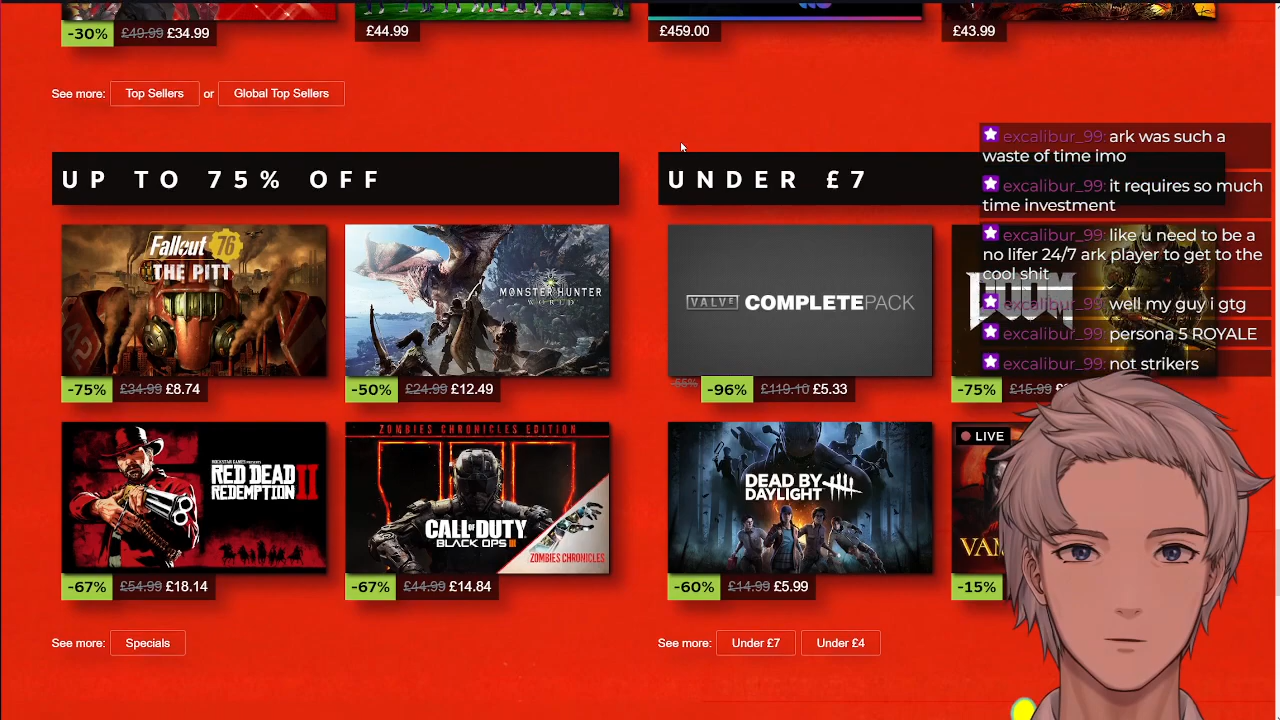 -30% £49.99 £34.99
£44.99
£459.00
£43.99
See more: Top Sellers or Global Top Sellers
UP TO 75% OFF
UNDER £7
Fallout 76
THE PITT
-75% £34.99 £8.74
MONSTER HUNTER
WORLD
-50% £24.99 £12.49
VALVE COMPLETE PACK
-55% -96% £119.10 £5.33
DOOM
-75% £15.99
RED DEAD
REDEMPTION II
-67% £54.99 £18.14
ZOMBIES CHRONICLES EDITION
CALL OF DUTY
BLACK OPS III
ZOMBIES CHRONICLES
-67% £44.99 £14.84
DEAD BY
DAYLIGHT
-60% £14.99 £5.99
LIVE
VAM
-15%
See more: Specials
See more: Under £7 Under £4
excalibur_99: ark was such a
waste of time imo
excalibur_99: it requires so much
time investment
excalibur_99: like u need to be a
no lifer 24/7 ark player to get to the
cool shit
excalibur_99: well my guy i gtg
excalibur_99: persona 5 ROYALE
excalibur_99: not strikers